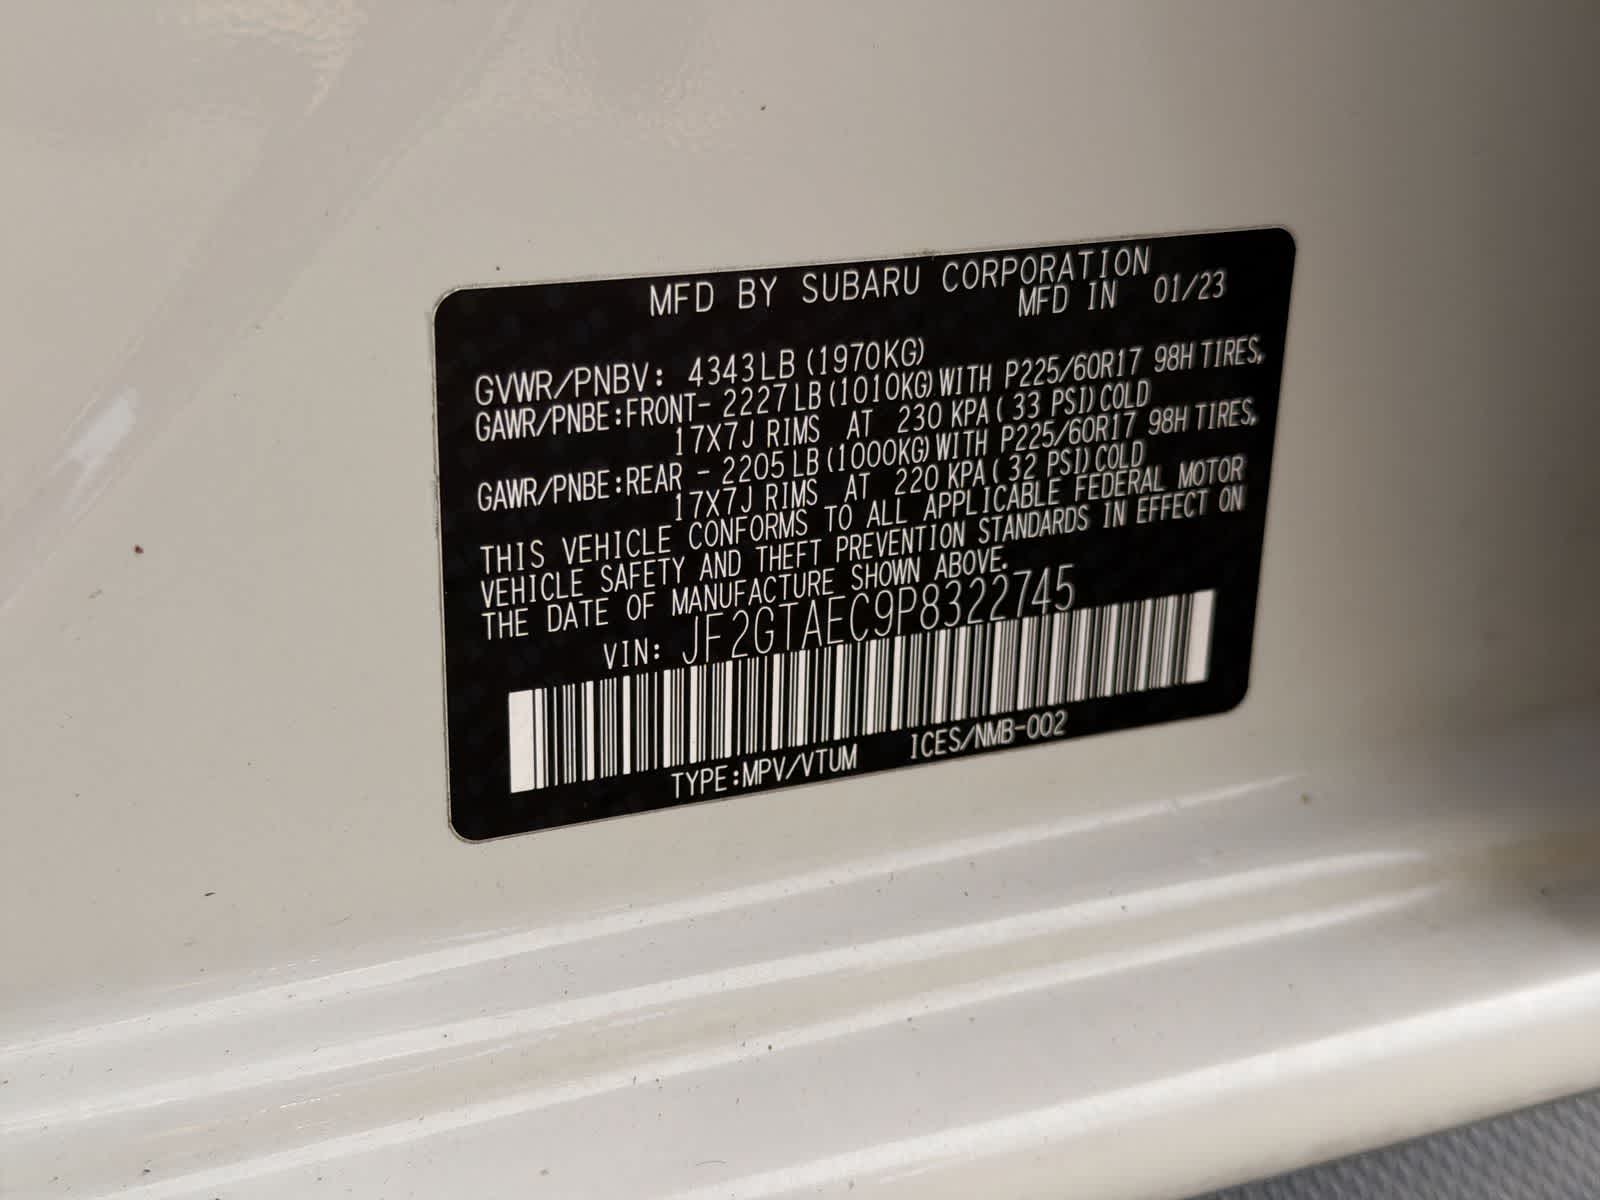 MFD BY SUBARU CORPORATION
MFD IN 01/23
GVWR/PNBV: 4343LB (1970KG)
GAWR/PNBE:FRONT- 2227LB (1010KG) WITH P225/60R17 98H TIRES,
17X7J RIMS AT 230 KPA( 33 PSI) COLD
GAWR/PNBE:REAR - 2205LB (1000KG) WITH P225/60R17 98H TIRES,
17X7J RIMS AT 220 KPA( 32 PSI) COLD
THIS VEHICLE CONFORMS TO ALL APPLICABLE FEDERAL MOTOR
VEHICLE SAFETY AND THEFT PREVENTION STANDARDS IN EFFECT ON
THE DATE OF MANUFACTURE SHOWN ABOVE.
VIN: JF2GTAEC9P8322745
TYPE:MPV/VTUM ICES/NMB-002